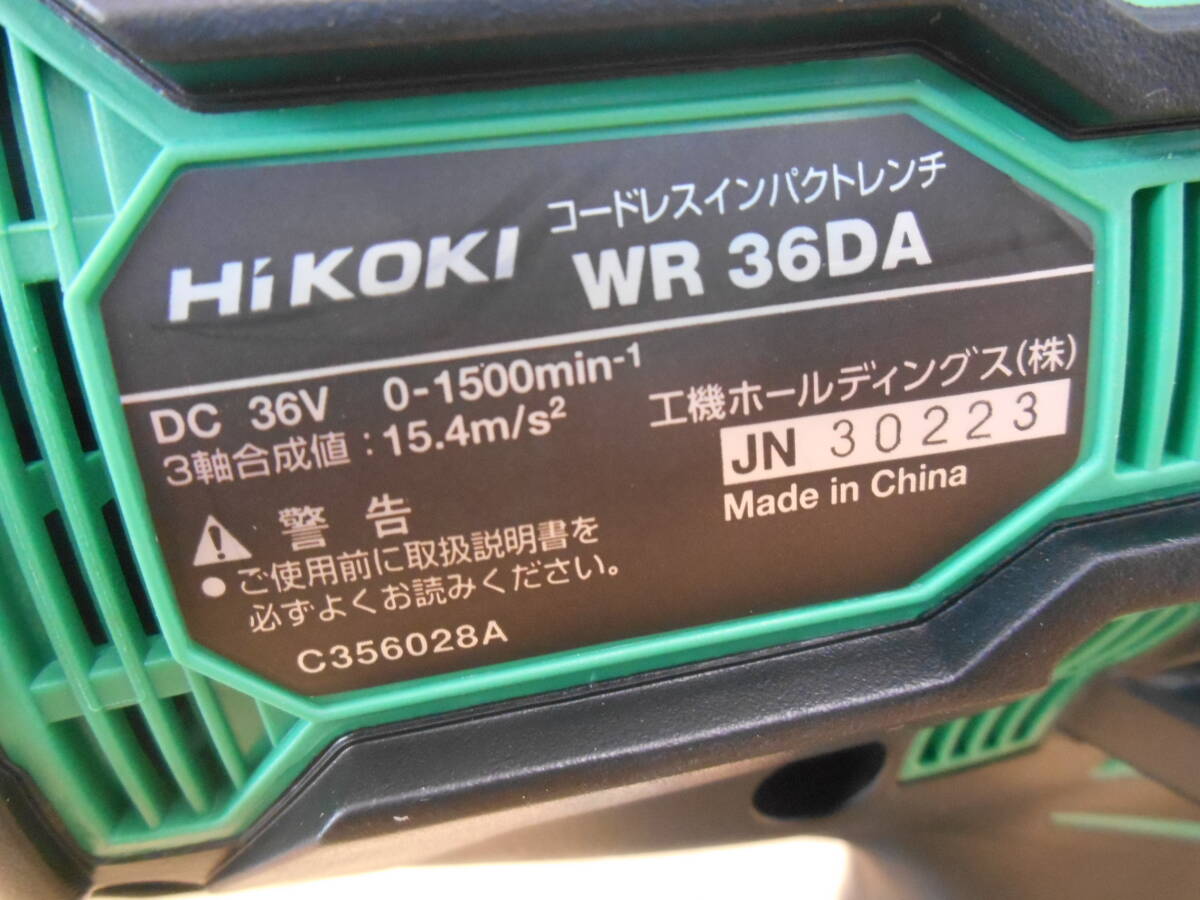 HiKOKI
コードレスインパクトレンチ
WR 36DA
DC 36V 0-1500min-1
3軸合成値:15.4m/s2
工機ホールディングス(株)
JN 30223
Made in China
警告
●ご使用前に取扱説明書を
必ずよくお読みください。
C356028A